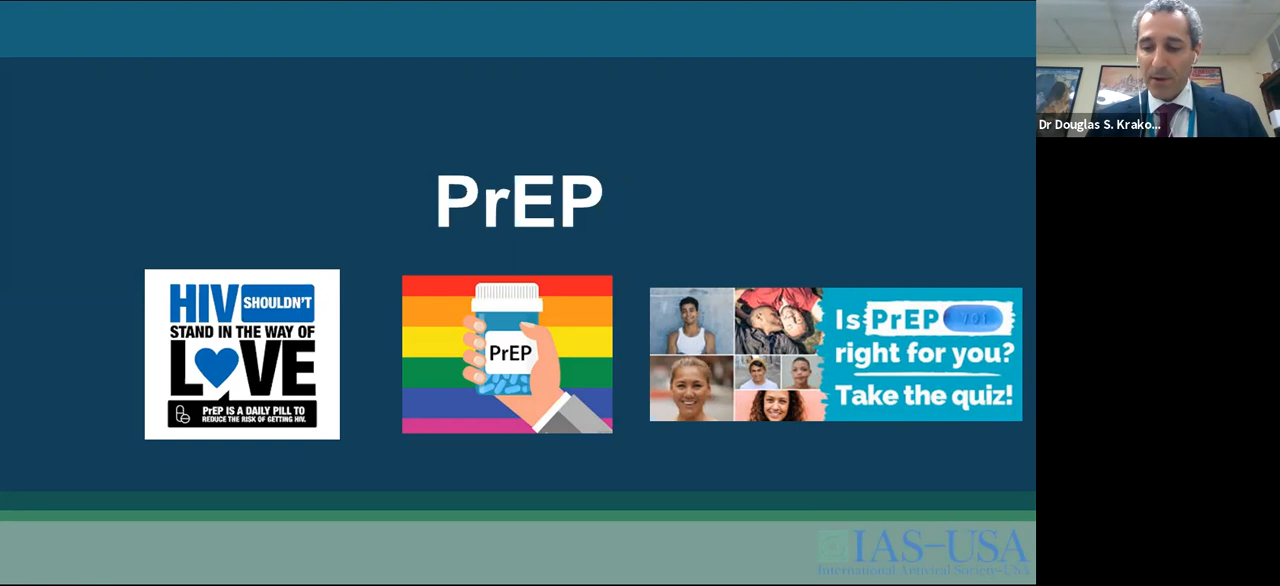 PrEP
HIV SHOULDN'T
STAND IN THE WAY OF
LOVE
PrEP IS A DAILY PILL TO
REDUCE THE RISK OF GETTING HIV.
PrEP
Is PrEP 701
right for you?
Take the quiz!
IAS–USA
International Antiviral Society–USA
Dr Douglas S. Krako...